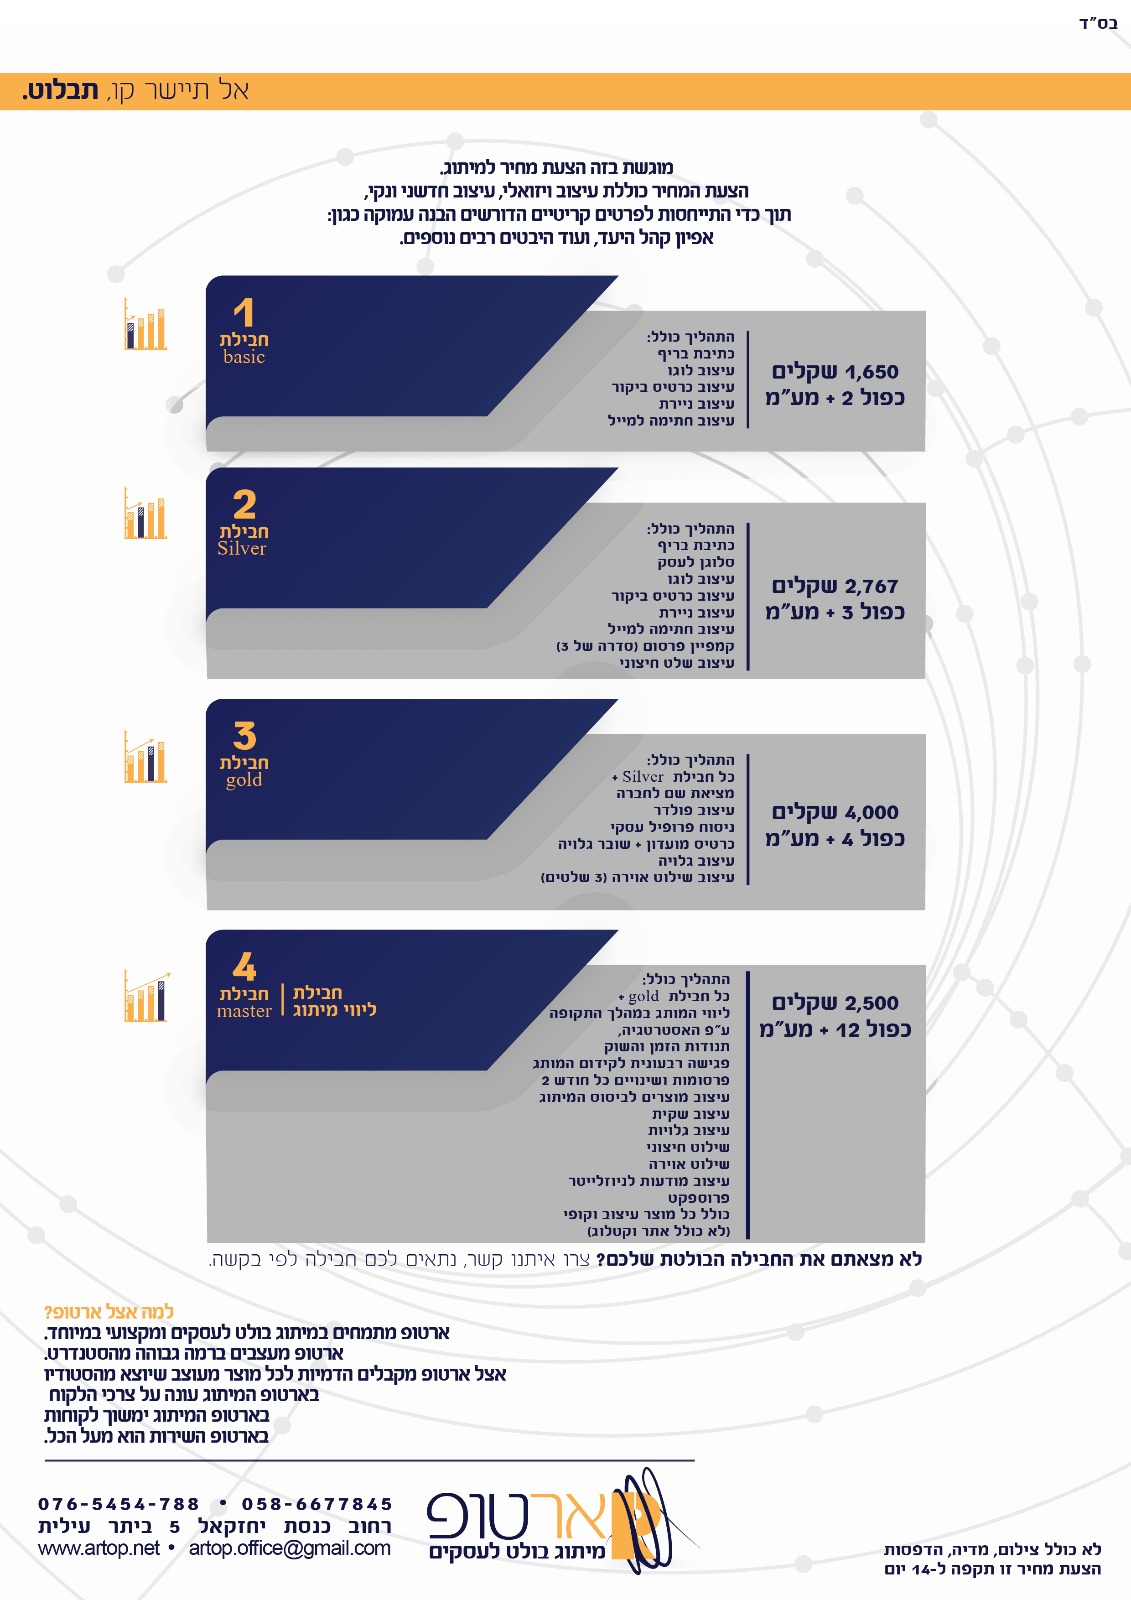 בס"ד
אל תיישר קו, תבלוט.
מוגשת בזה הצעת מחיר למיתוג.
הצעת המחיר כוללת עיצוב ויזואלי, עיצוב חדשני ונקי,
תוך כדי התייחסות לפרטים קריטיים הדורשים הבנה עמוקה כגון:
אפיון קהל היעד, ועוד היבטים רבים נוספים.
1
חבילת
basic
התהליך כולל:
כתיבת בריף
עיצוב לוגו
עיצוב כרטיס ביקור
עיצוב ניירת
עיצוב חתימה למייל
1,650 שקלים
כפול 2 + מע"מ
2
חבילת
Silver
התהליך כולל:
כתיבת בריף
סלוגן לעסק
עיצוב לוגו
עיצוב כרטיס ביקור
עיצוב ניירת
עיצוב חתימה למייל
קמפיין פרסום (סדרה של 3)
עיצוב שלט חיצוני
2,767 שקלים
כפול 3 + מע"מ
3
חבילת
gold
התהליך כולל:
כל חבילת Silver +
מציאת שם לחברה
עיצוב פולדר
ניסוח פרופיל עסקי
כרטיס מועדון + שובר גלויה
עיצוב גלויה
עיצוב שילוט אוירה (3 שלטים)
4,000 שקלים
כפול 4 + מע"מ
4
חבילת
master
חבילת
ליווי מיתוג
התהליך כולל:
כל חבילת gold +
ליווי המותג במהלך התקופה
ע"פ האסטרטגיה,
תנודות הזמן והשוק
פגישה רבעונית לקידום המותג
פרסומות ושינויים כל חודש 2
עיצוב מוצרים לביסוס המיתוג
עיצוב שקית
עיצוב גלויות
שילוט חיצוני
שילוט אוירה
עיצוב מודעות לניוזלייטר
פרוספקט
כולל כל מוצר עיצוב וקופי
(לא כולל אתר וקטלוג)
2,500 שקלים
כפול 12 + מע"מ
לא מצאתם את החבילה הבולטת שלכם? צרו איתנו קשר, נתאים לכם חבילה לפי בקשה.
למה אצל ארטופ?
ארטופ מתמחים במיתוג בולט לעסקים ומקצועי במיוחד.
ארטופ מעצבים ברמה גבוהה מהסטנדרט.
אצל ארטופ מקבלים הדמיות לכל מוצר מעוצב שיוצא מהסטודיו
בארטופ המיתוג עונה על צרכי הלקוח
בארטופ המיתוג ימשוך לקוחות
בארטופ השירות הוא מעל הכל.
076-5454-788 • 058-6677845
רחוב כנסת יחזקאל 5 ביתר עילית
www.artop.net • artop.office@gmail.com
ארטופ
מיתוג בולט לעסקים
לא כולל צילום, מדיה, הדפסות
הצעת מחיר זו תקפה ל-14 יום